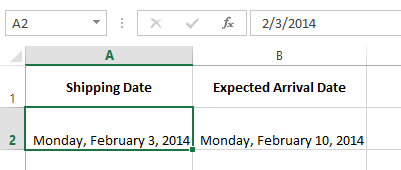 A2 fx 2/3/2014
A B
1 Shipping Date Expected Arrival Date
2 Monday, February 3, 2014 Monday, February 10, 2014